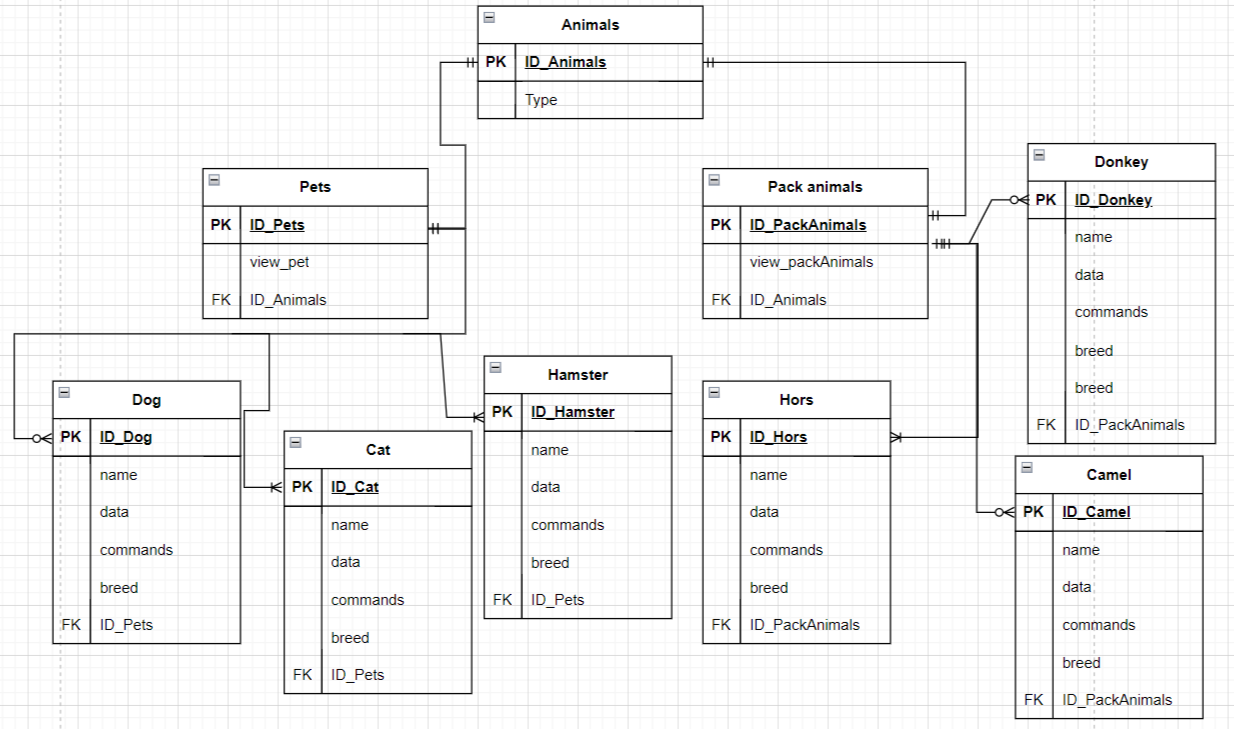 Animals
PK ID_Animals
Type
Pets
PK ID_Pets
view_pet
FK ID_Animals
Pack animals
PK ID_PackAnimals
view_packAnimals
FK ID_Animals
Donkey
PK ID_Donkey
name
data
commands
breed
breed
FK ID_PackAnimals
Dog
PK ID_Dog
name
data
commands
breed
FK ID_Pets
Cat
PK ID_Cat
name
data
commands
breed
FK ID_Pets
Hamster
PK ID_Hamster
name
data
commands
breed
FK ID_Pets
Hors
PK ID_Hors
name
data
commands
breed
FK ID_PackAnimals
Camel
PK ID_Camel
name
data
commands
breed
FK ID_PackAnimals